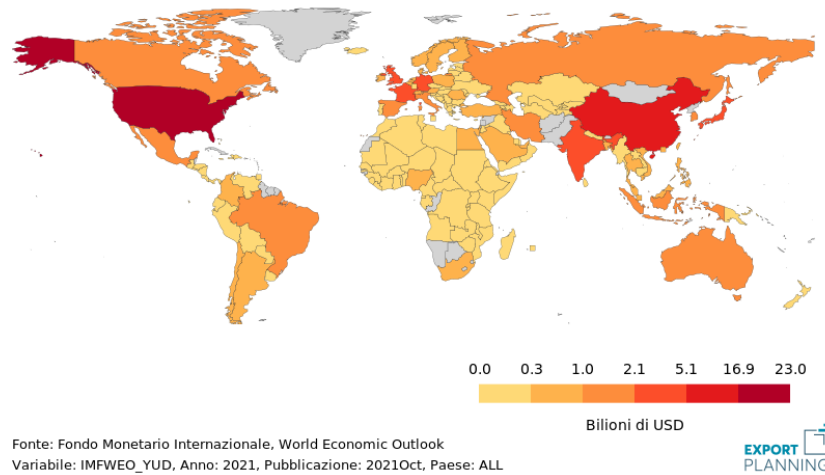 0.0 0.3 1.0 2.1 5.1 16.9 23.0
Bilioni di USD
Fonte: Fondo Monetario Internazionale, World Economic Outlook
Variabile: IMFWEO_YUD, Anno: 2021, Pubblicazione: 2021Oct, Paese: ALL
EXPORT
PLANNING